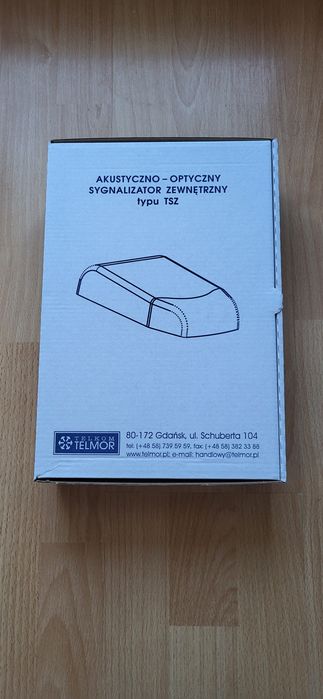 AKUSTYCZNO – OPTYCZNY
SYGNALIZATOR ZEWNĘTRZNY
typu TSZ
TELKOM
TELMOR
80-172 Gdańsk, ul. Schuberta 104
tel: (+48 58) 739 59 59, fax: (+48 58) 382 33 88
www.telmor.pl; e-mail: handlowy@telmor.pl